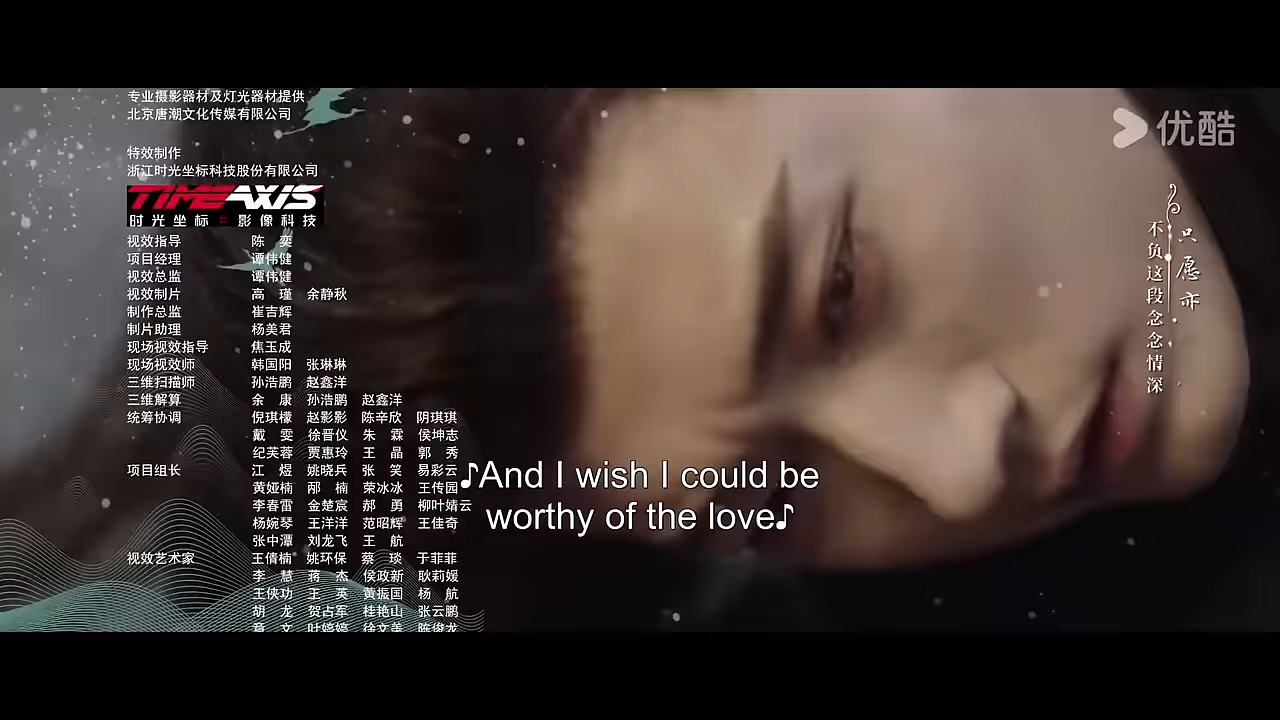 专业摄影器材及灯光器材提供
北京唐潮文化传媒有限公司
特效制作
浙江时光坐标科技股份有限公司
TIMEAXIS
时光坐标 影像科技
视效指导 陈 奕
项目经理 谭伟健
视效总监 谭伟健
视效制片 高 瑾 余静秋
制作总监 崔吉辉
制片助理 杨美君
现场视效指导 焦玉成
现场视效师 韩国阳 张琳琳
三维扫描师 孙浩鹏 赵鑫洋
三维解算 余 康 孙浩鹏 赵鑫洋
统筹协调 倪琪檬 赵影影 陈辛欣 阴琪琪
戴 雯 徐晋仪 朱 霖 侯坤志
纪芙蓉 贾惠玲 王 晶 郭 秀
项目组长 江 煜 姚晓兵 张 笑 易彩云
黄娅楠 邴 楠 荣冰冰 王传园
李春雷 金楚宸 郝 勇 柳叶婧云
杨婉琴 王洋洋 范昭辉 王佳奇
张中潭 刘龙飞 王 航
视效艺术家 王倩楠 姚环保 蔡 琰 于菲菲
李 慧 蒋 杰 侯政新 耿莉媛
王侠功 王 英 黄振国 杨 航
胡 龙 贺占军 桂艳山 张云鹏
♪And I wish I could be
worthy of the love♪
优酷
只愿亦
不负这段念念情深